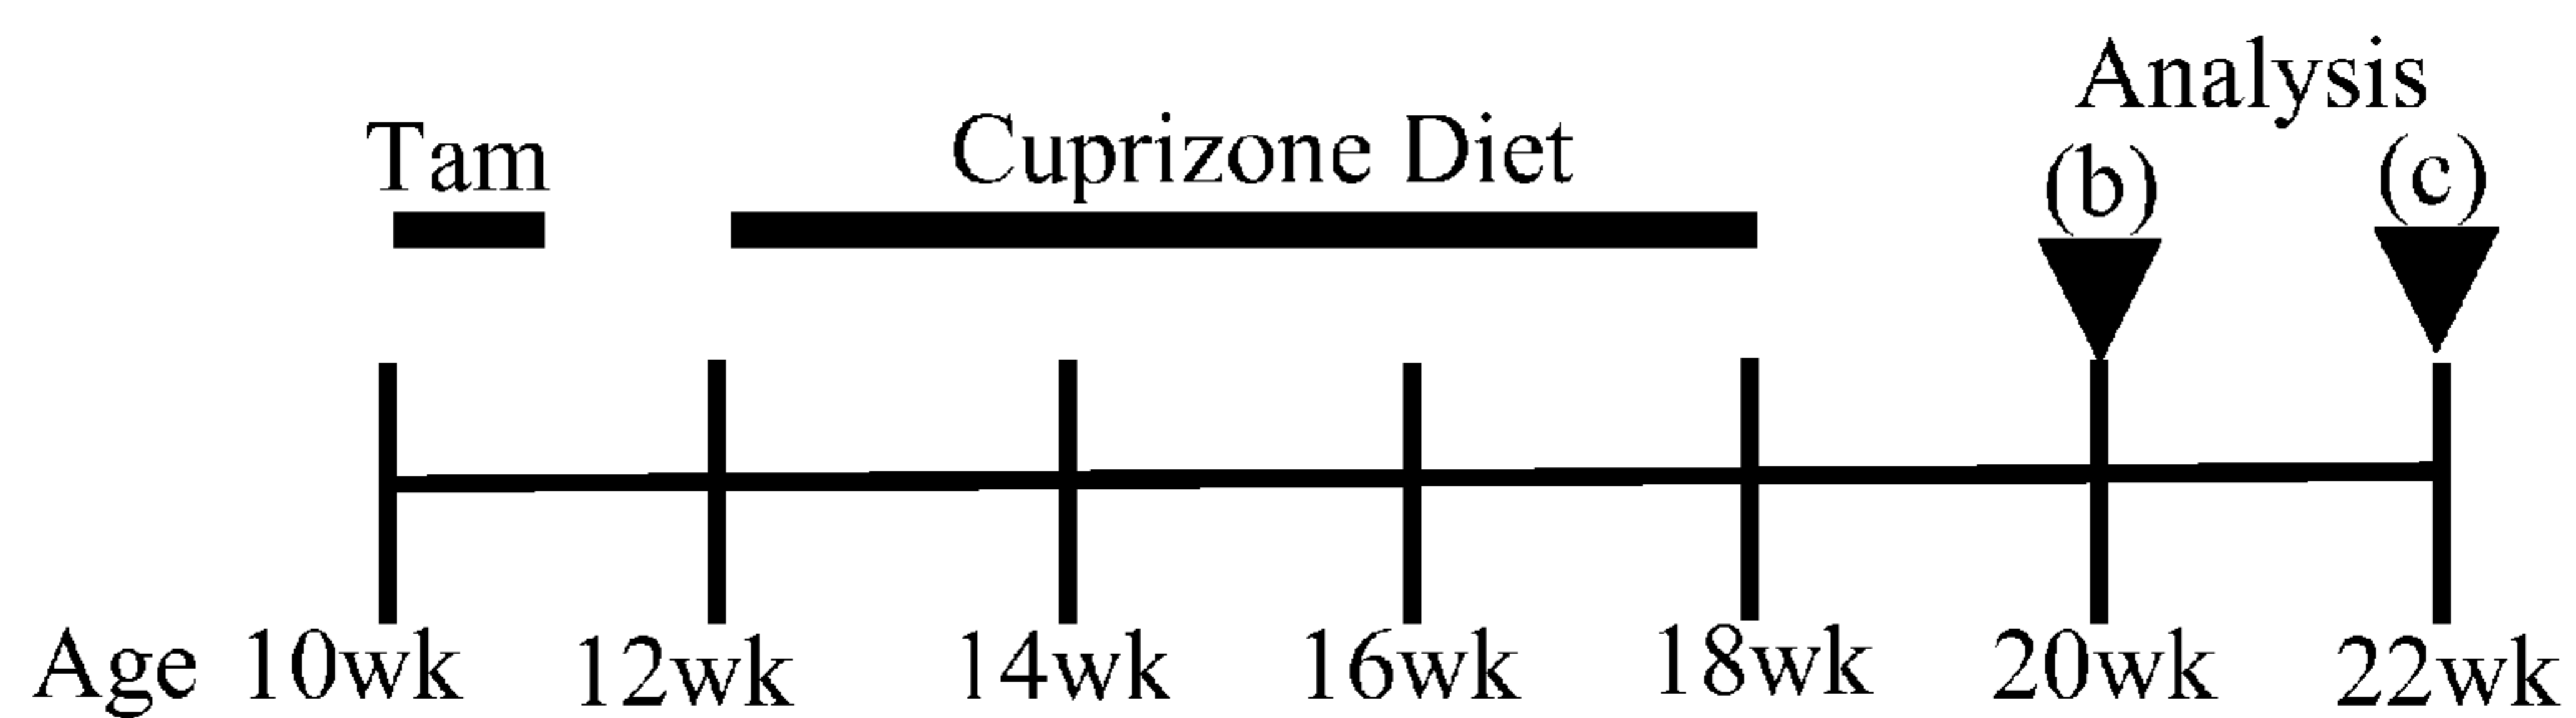 Analysis
Tam Cuprizone Diet (b) (c)
Age 10wk 12wk 14wk 16wk 18wk 20wk 22wk